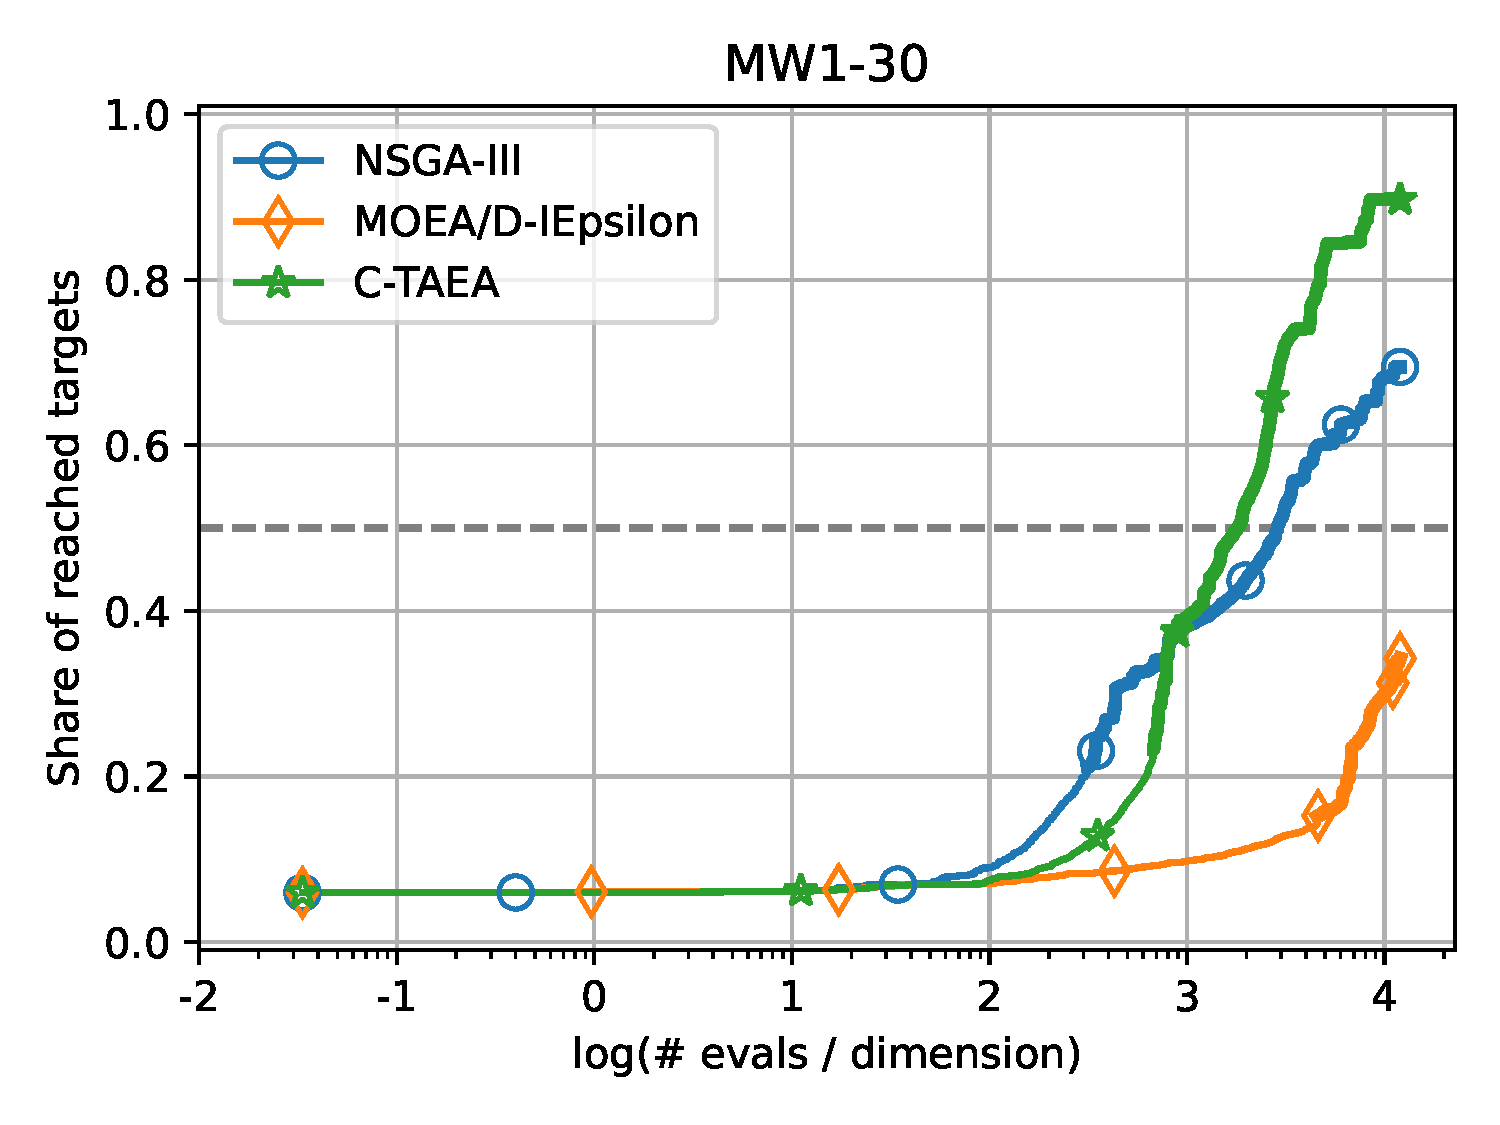 MW1-30
1.0
0.8
0.6
0.4
0.2
0.0
Share of reached targets
NSGA-III
MOEA/D-IEpsilon
C-TAEA
-2 -1 0 1 2 3 4
log(# evals / dimension)